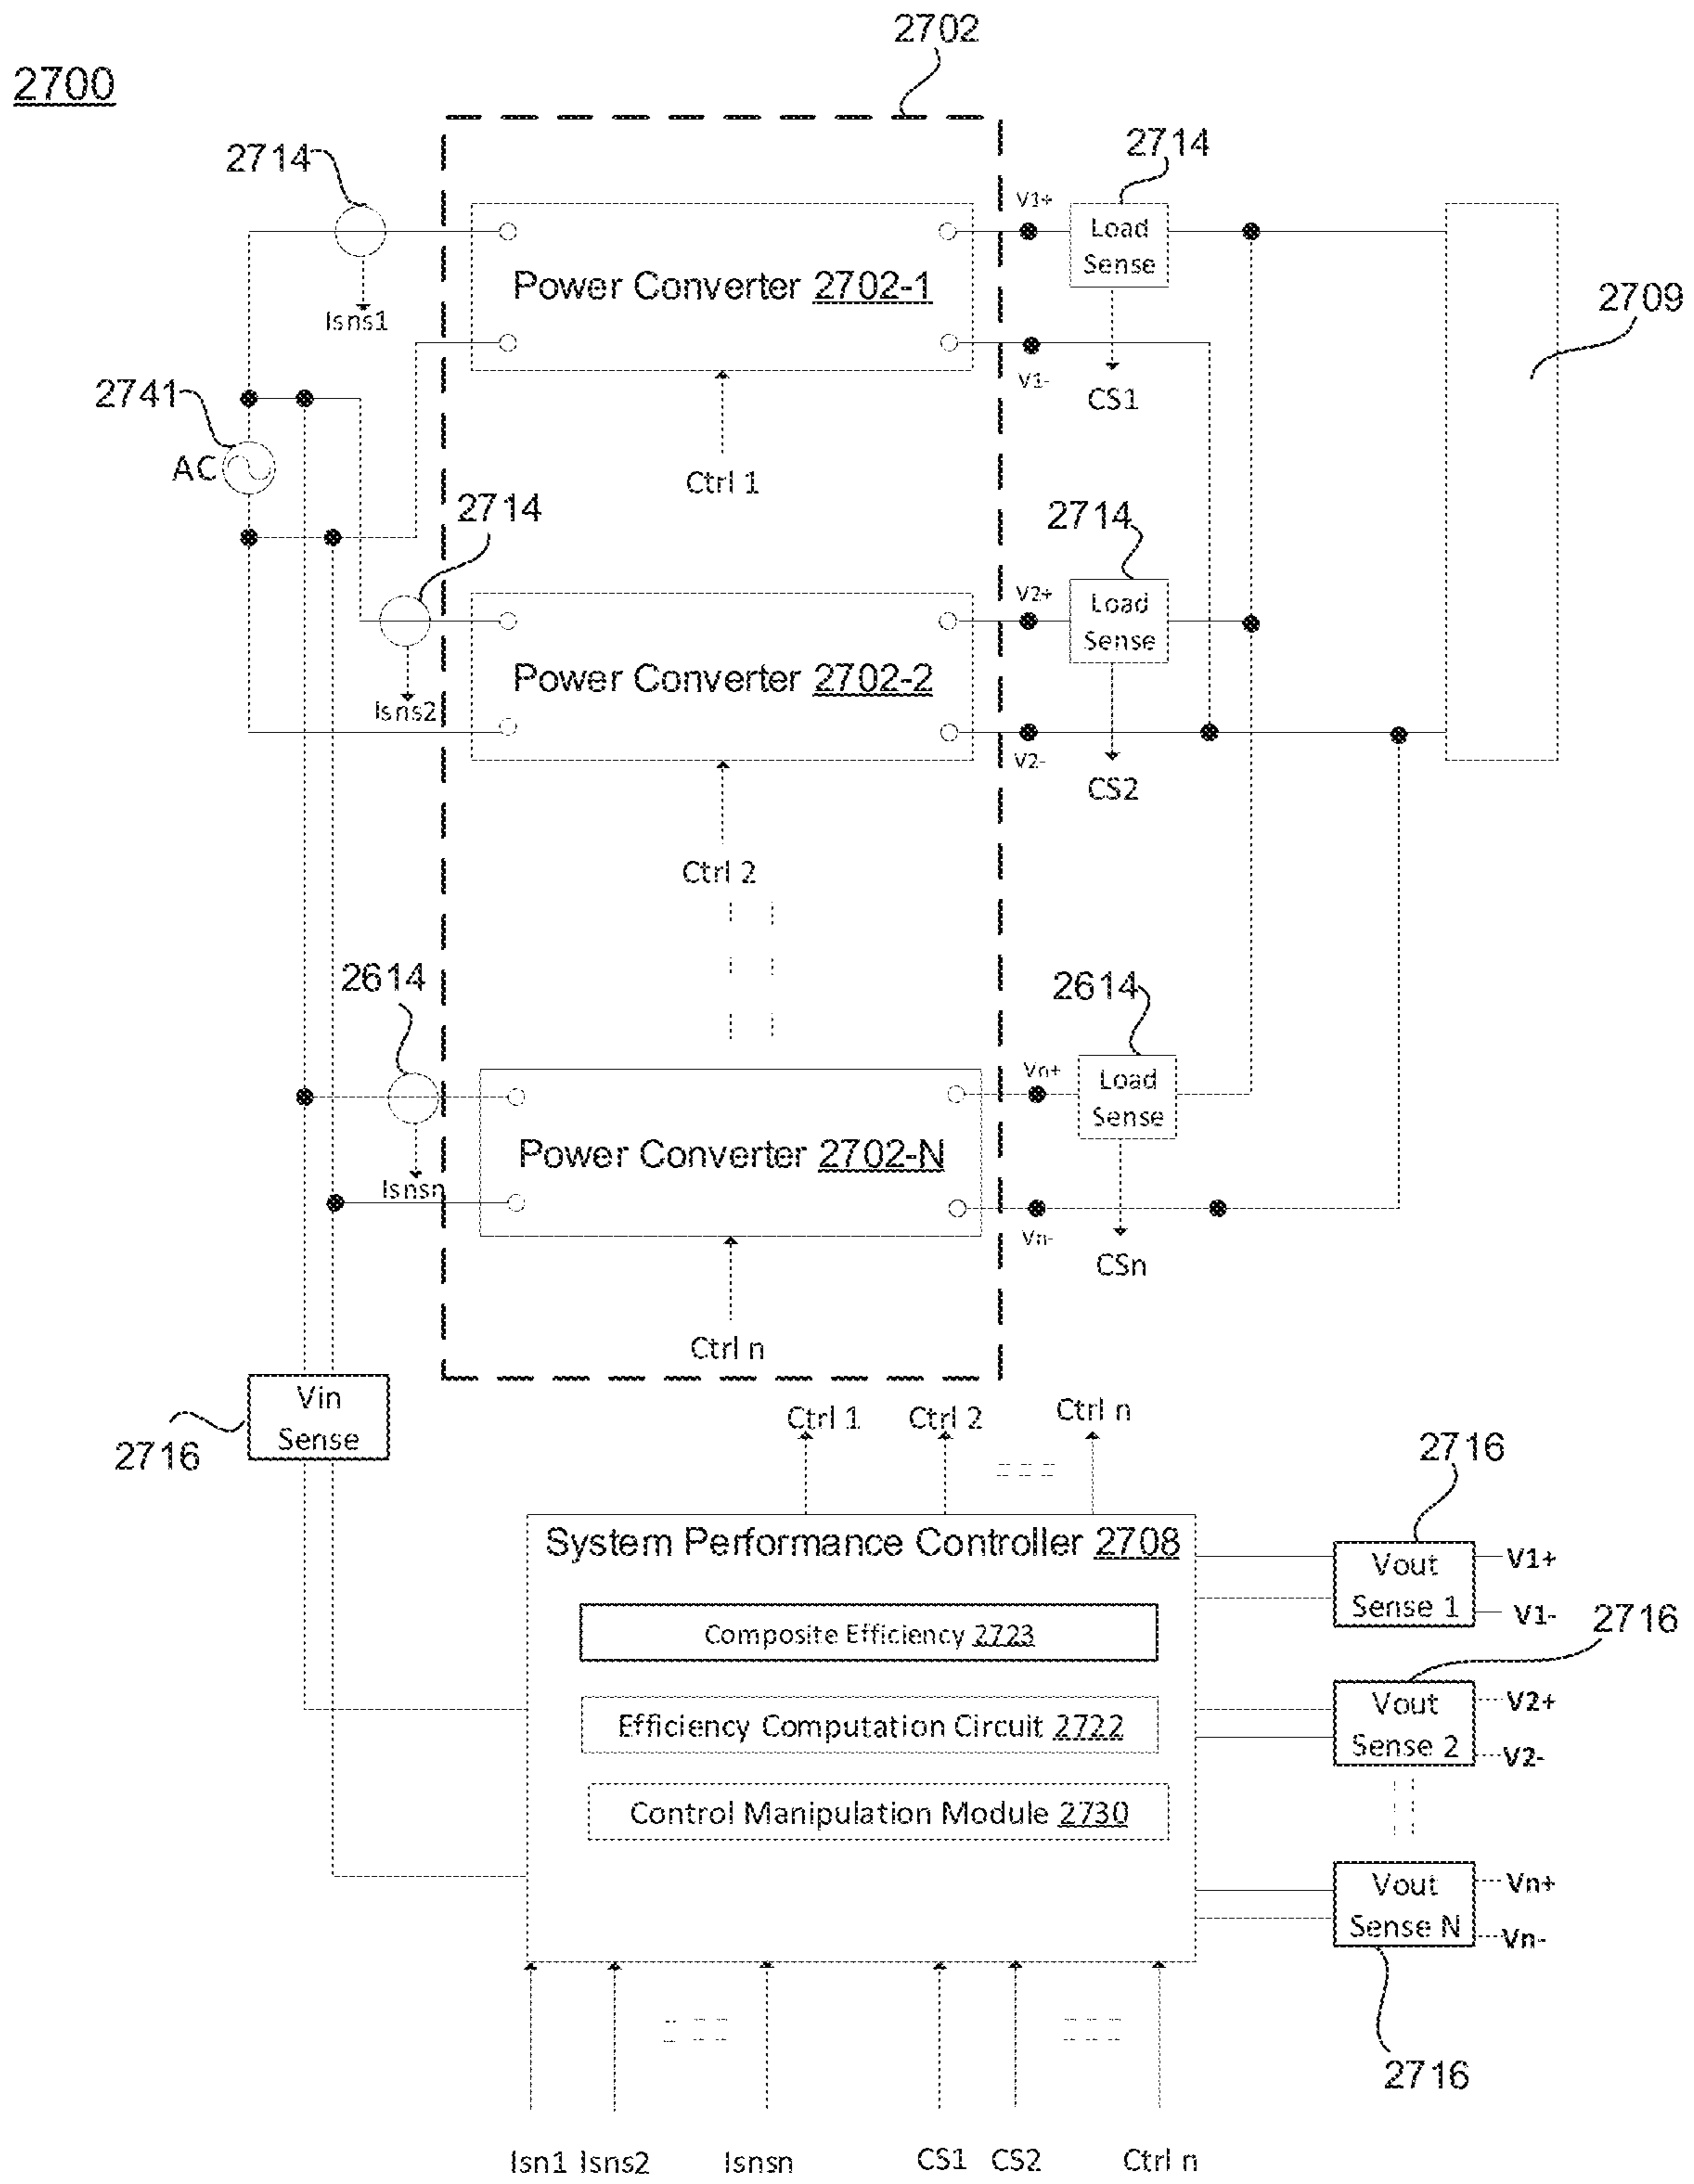 2702
2700
2714
2714
V1+
Load
Sense
Power Converter 2702-1
2709
Isns1
V1-
CS1
2741
AC
Ctrl 1
2714
2714
V2+
Load
Sense
Power Converter 2702-2
Isns2
V2-
CS2
Ctrl 2
2614
2614
Vn+
Load
Sense
Power Converter 2702-N
Isnsn
Vn-
CSn
Ctrl n
Vin
Sense
2716
Ctrl 1
Ctrl 2
Ctrl n
2716
System Performance Controller 2708
Vout
Sense 1
V1+
V1-
2716
Composite Efficiency 2723
Vout
Sense 2
V2+
V2-
Efficiency Computation Circuit 2722
Control Manipulation Module 2730
Vout
Sense N
Vn+
Vn-
2716
Isn1
Isns2
Isnsn
CS1
CS2
Ctrl n